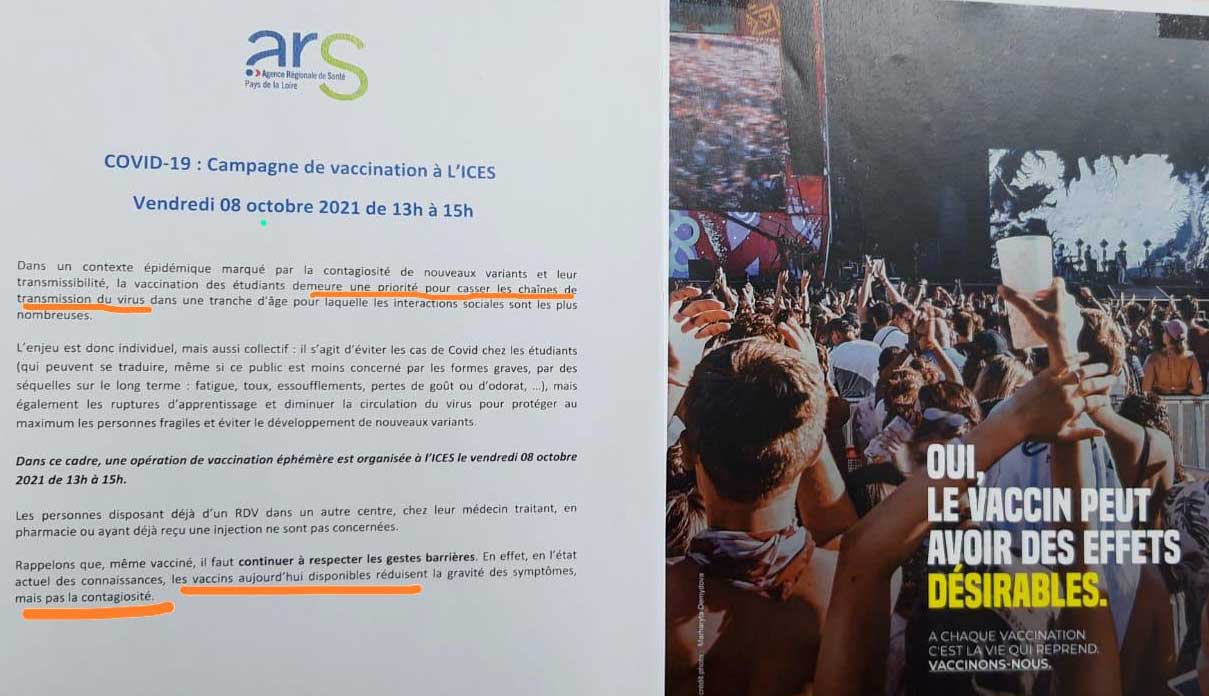 ars
Agence Régionale de Santé
Pays de la Loire
COVID-19 : Campagne de vaccination à L'ICES
Vendredi 08 octobre 2021 de 13h à 15h
Dans un contexte épidémique marqué par la contagiosité de nouveaux variants et leur
transmissibilité, la vaccination des étudiants demeure une priorité pour casser les chaînes de
transmission du virus dans une tranche d'âge pour laquelle les interactions sociales sont les plus
nombreuses.
L'enjeu est donc individuel, mais aussi collectif : il s'agit d'éviter les cas de Covid chez les étudiants
(qui peuvent se traduire, même si ce public est moins concerné par les formes graves, par des
séquelles sur le long terme : fatigue, toux, essoufflements, pertes de goût ou d'odorat, ...), mais
également les ruptures d'apprentissage et diminuer la circulation du virus pour protéger au
maximum les personnes fragiles et éviter le développement de nouveaux variants.
Dans ce cadre, une opération de vaccination éphémère est organisée à l'ICES le vendredi 08 octobre
2021 de 13h à 15h.
Les personnes disposant déjà d'un RDV dans un autre centre, chez leur médecin traitant, en
pharmacie ou ayant déjà reçu une injection ne sont pas concernées.
Rappelons que, même vacciné, il faut continuer à respecter les gestes barrières. En effet, en l'état
actuel des connaissances, les vaccins aujourd'hui disponibles réduisent la gravité des symptômes,
mais pas la contagiosité.
OUI,
LE VACCIN PEUT
AVOIR DES EFFETS
DÉSIRABLES.
A CHAQUE VACCINATION
C'EST LA VIE QUI REPREND.
VACCINONS-NOUS.
crédit photo : Marharyta Demydova